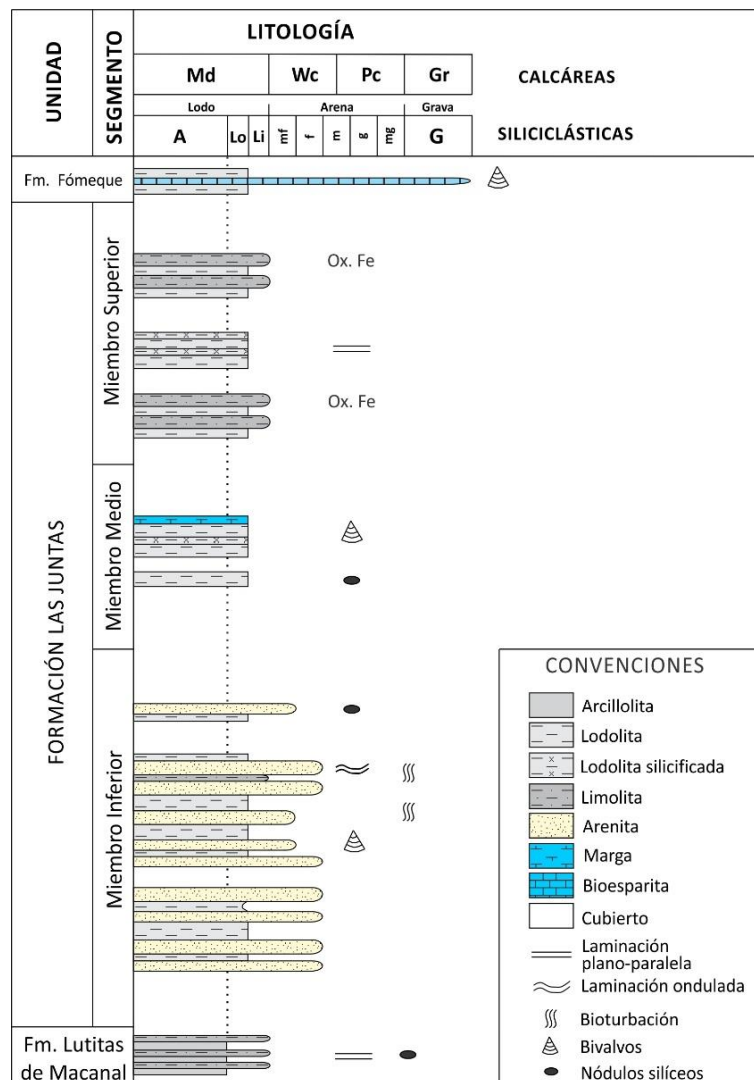 UNIDAD
SEGMENTO
LITOLOGÍA
Md Wc Pc Gr CALCÁREAS
Lodo Arena Grava
A Lo Li mf f m g mg G SILICICLÁSTICAS
Fm. Fómeque
FORMACIÓN LAS JUNTAS
Miembro Superior
Ox. Fe
Ox. Fe
Miembro Medio
Miembro Inferior
Fm. Lutitas
de Macanal
CONVENCIONES
Arcillolita
Lodolita
Lodolita silicificada
Limolita
Arenita
Marga
Bioesparita
Cubierto
Laminación
plano-paralela
Laminación ondulada
Bioturbación
Bivalvos
Nódulos silíceos